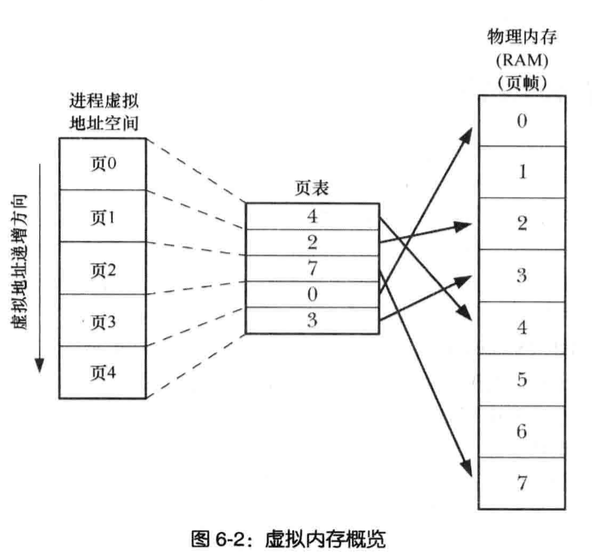 物理内存
(RAM)
（页帧）
进程虚拟
地址空间
虚拟地址递增方向
页0
页1
页2
页3
页4
页表
4
2
7
0
3
0
1
2
3
4
5
6
7
图 6-2：虚拟内存概览